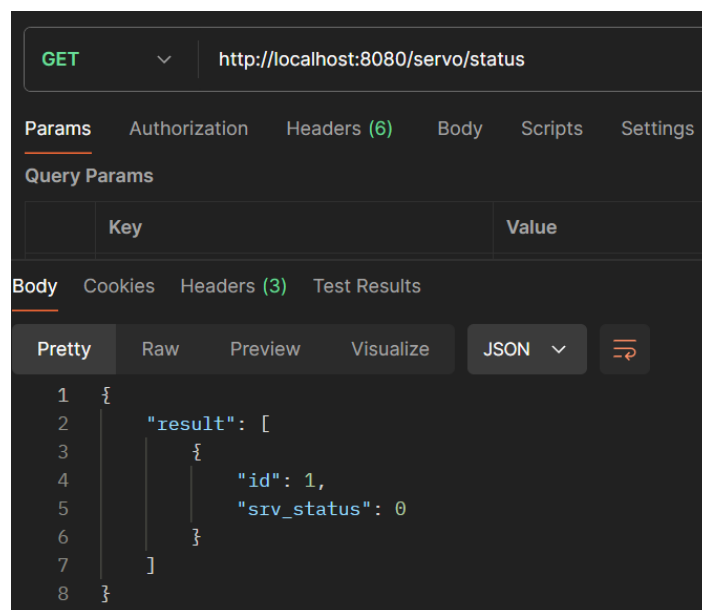 GET http://localhost:8080/servo/status
Params Authorization Headers (6) Body Scripts Settings
Query Params
Key Value
Body Cookies Headers (3) Test Results
Pretty Raw Preview Visualize JSON
1 {
2 "result": [
3 {
4 "id": 1,
5 "srv_status": 0
6 }
7 ]
8 }